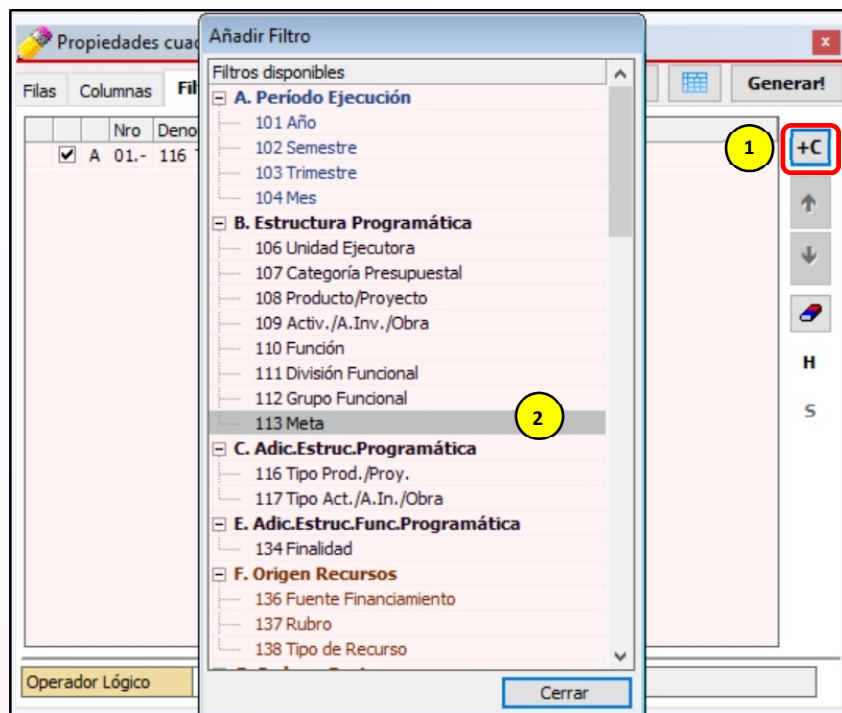 Propiedades cuad
Añadir Filtro
x
Filas Columnas Fil
Generar!
Nro Deno
A 01.- 116 T
Filtros disponibles
A. Período Ejecución
101 Año
102 Semestre
103 Trimestre
104 Mes
B. Estructura Programática
106 Unidad Ejecutora
107 Categoría Presupuestal
108 Producto/Proyecto
109 Activ./A.Inv./Obra
110 Función
111 División Funcional
112 Grupo Funcional
113 Meta
2
C. Adic.Estruc.Programática
116 Tipo Prod./Proy.
117 Tipo Act./A.In./Obra
E. Adic.Estruc.Func.Programática
134 Finalidad
F. Origen Recursos
136 Fuente Financiamiento
137 Rubro
138 Tipo de Recurso
1 +C
H
S
Operador Lógico
Cerrar